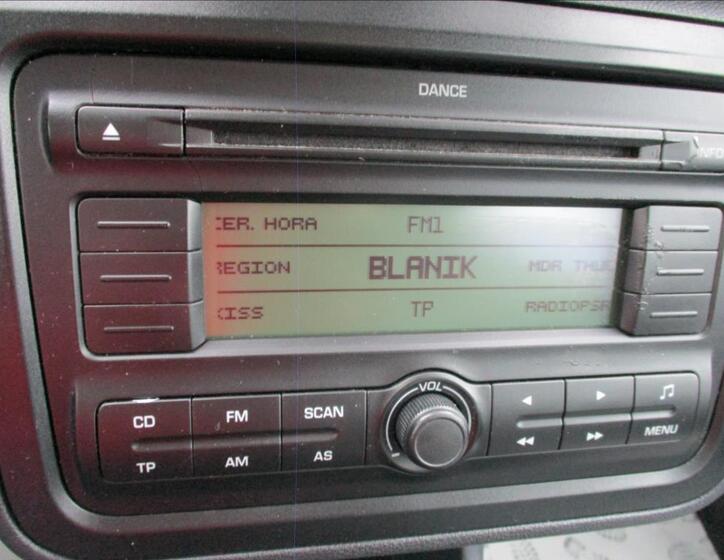 DANCE
INFO
ER. HORA FM1
REGION BLANIK MDR THUE
KISS TP RADIOPSR
VOL
CD FM SCAN
TP AM AS
MENU